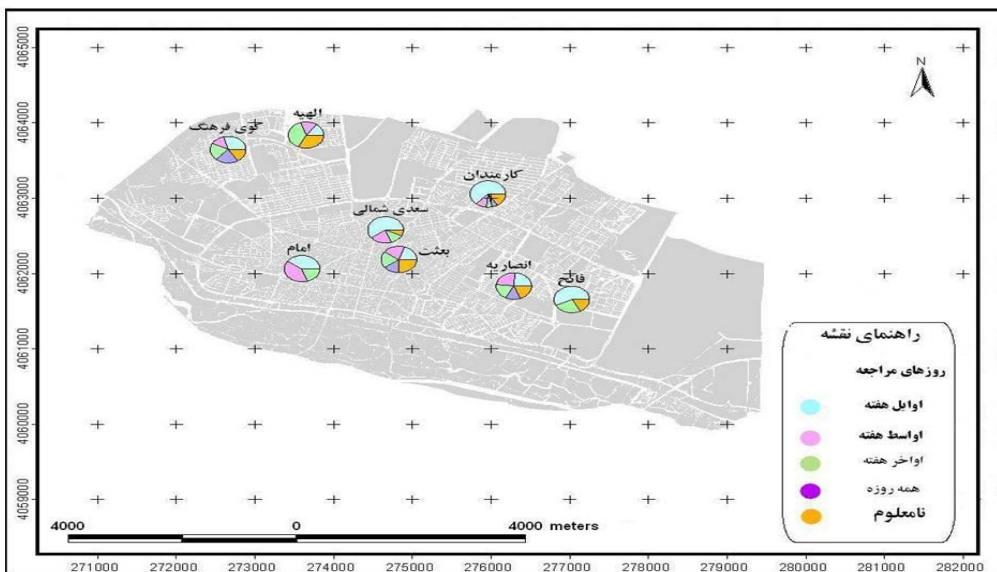 4065000
4064000
4063000
4062000
4061000
4060000
4059000
N
الهیه
کوی فرهنگ
کارمندان
سعدی شمالی
بعثت
امام
انصاریه
فاتح
راهنمای نقشه
روزهای مراجعه
اوایل هفته
اواسط هفته
اواخر هفته
همه روزه
نامعلوم
4000 0 4000 meters
271000 272000 273000 274000 275000 276000 277000 278000 279000 280000 281000 282000